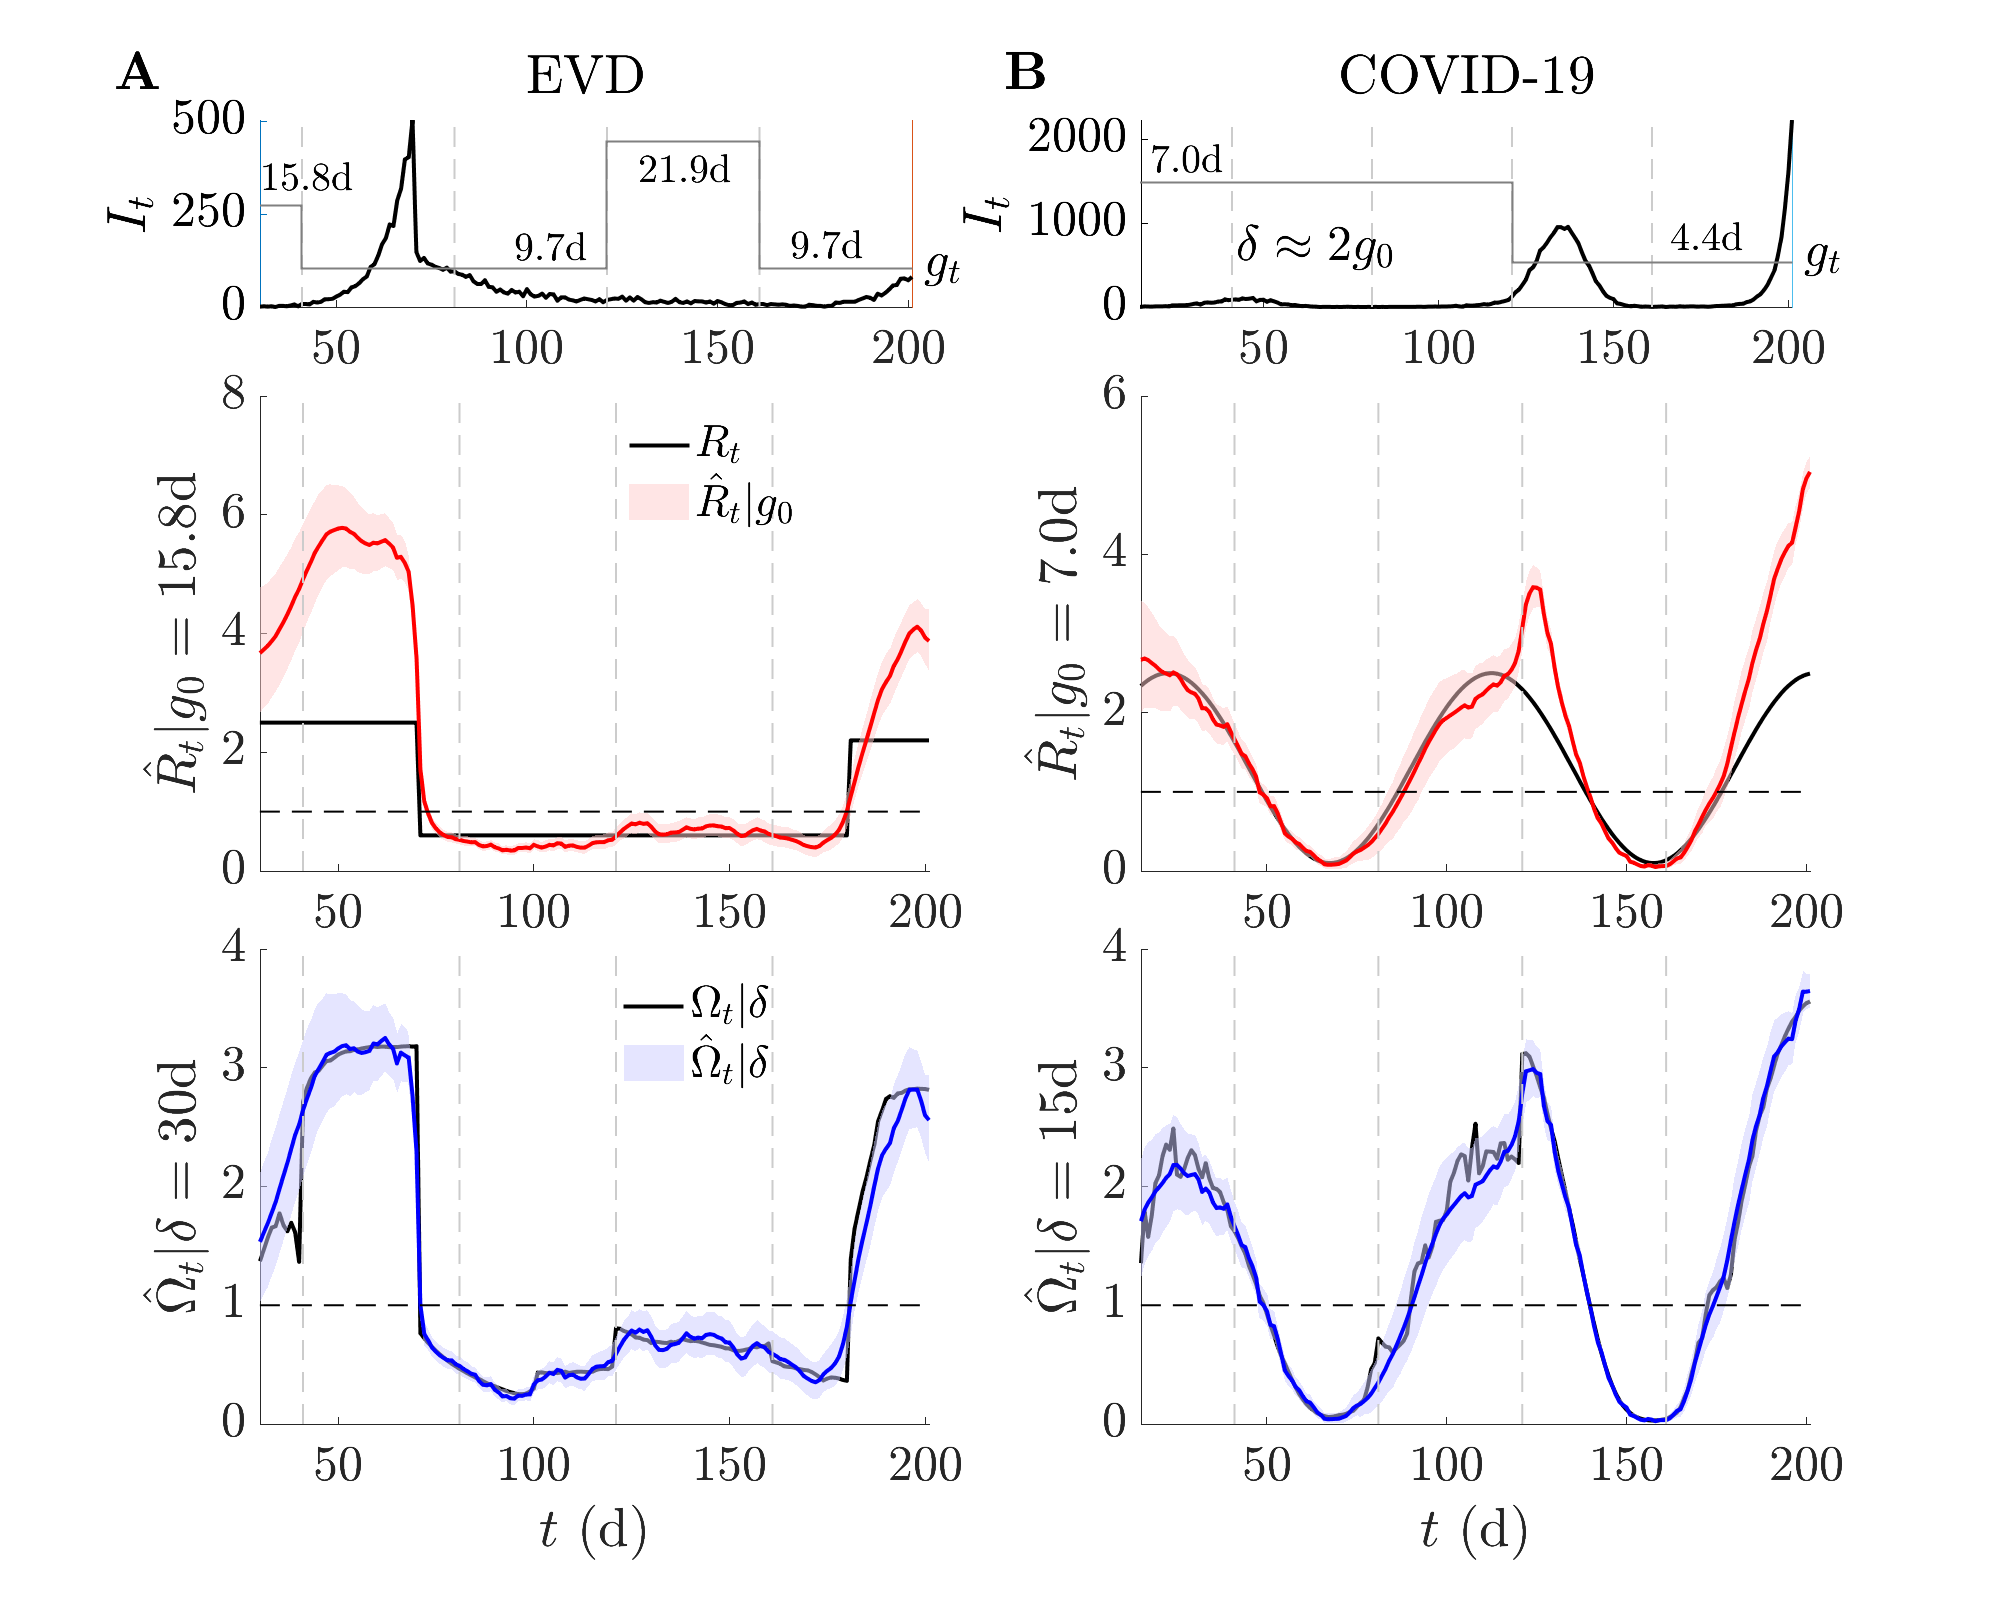 A
EVD
I_t
500
250
0
15.8d
9.7d
21.9d
9.7d
g_t
50 100 150 200
R̂_t|g_0 = 15.8d
8
6
4
2
0
R_t
R̂_t|g_0
50 100 150 200
Ω̂_t|δ = 30d
4
3
2
1
0
Ω_t|δ
Ω̂_t|δ
50 100 150 200
t (d)
B
COVID-19
I_t
2000
1000
0
7.0d
δ ≈ 2g_0
4.4d
g_t
50 100 150 200
R̂_t|g_0 = 7.0d
6
4
2
0
50 100 150 200
Ω̂_t|δ = 15d
4
3
2
1
0
50 100 150 200
t (d)